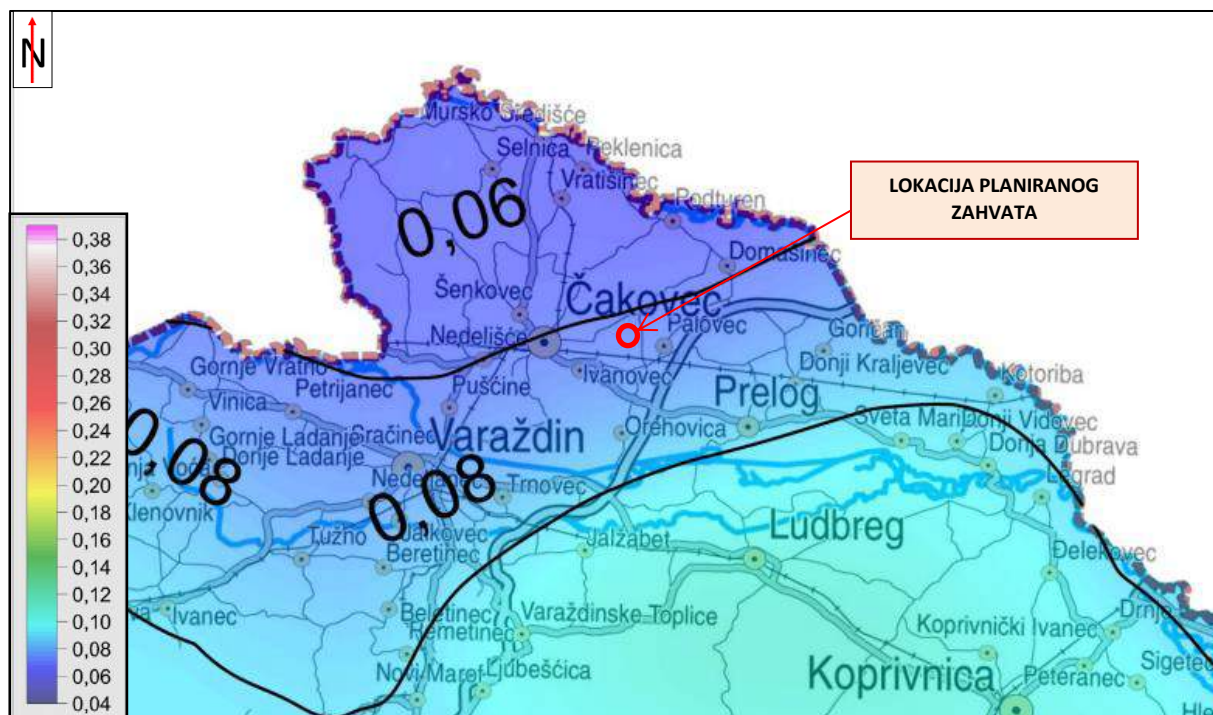 N
Mursko Središće
Selnica
Peklenica
Vratišinec
Podturen
LOKACIJA PLANIRANOG
ZAHVATA
0,06
Domašinec
Šenkovec
Čakovec
Nedelišće
Palovec
Goričan
Gornje Vratno
Petrijanec
Pušćine
Ivanovec
Donji Kraljevec
Kotoriba
Vinica
Prelog
Sveta Mari
Donji Vidovec
Gornje Ladanje
Sračinec
Varaždin
Orehovica
Donja Dubrava
Donje Ladanje
0,08
Nedeljanec
0,08
Trnovec
Legrad
Klenovnik
Ludbreg
Tužno
Jalkovec
Jalžabet
Beretinec
Đelekovec
Ivanec
Beletinec
Varaždinske Toplice
Drnje
Remetinec
Koprivnički Ivanec
Novi Marof
Ljubešćica
Koprivnica
Peteranec
Sigetec
Hle
0,38
0,36
0,34
0,32
0,30
0,28
0,26
0,24
0,22
0,20
0,18
0,16
0,14
0,12
0,10
0,08
0,06
0,04